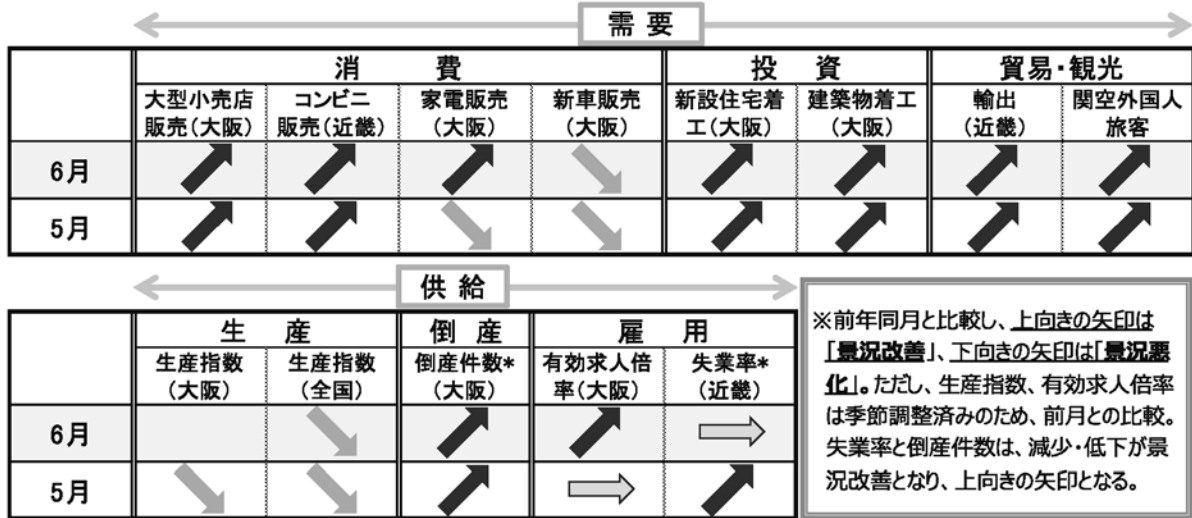 需 要
消 費
投 資
貿易・観光
大型小売店
販売(大阪)
コンビニ
販売(近畿)
家電販売
(大阪)
新車販売
(大阪)
新設住宅着
工(大阪)
建築物着工
(大阪)
輸出
(近畿)
関空外国人
旅客
6月
5月
供 給
生 産
倒 産
雇 用
生産指数
(大阪)
生産指数
(全国)
倒産件数*
(大阪)
有効求人倍
率(大阪)
失業率*
(近畿)
6月
5月
※前年同月と比較し、上向きの矢印は
「景況改善」、下向きの矢印は「景況悪
化」。ただし、生産指数、有効求人倍率
は季節調整済みのため、前月との比較。
失業率と倒産件数は、減少・低下が景
況改善となり、上向きの矢印となる。